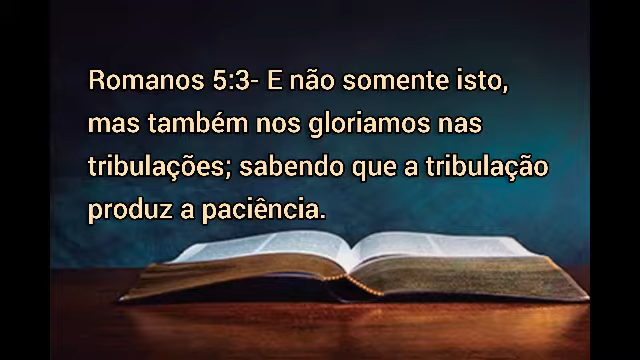 Romanos 5:3- E não somente isto,
mas também nos gloriamos nas
tribulações; sabendo que a tribulação
produz a paciência.